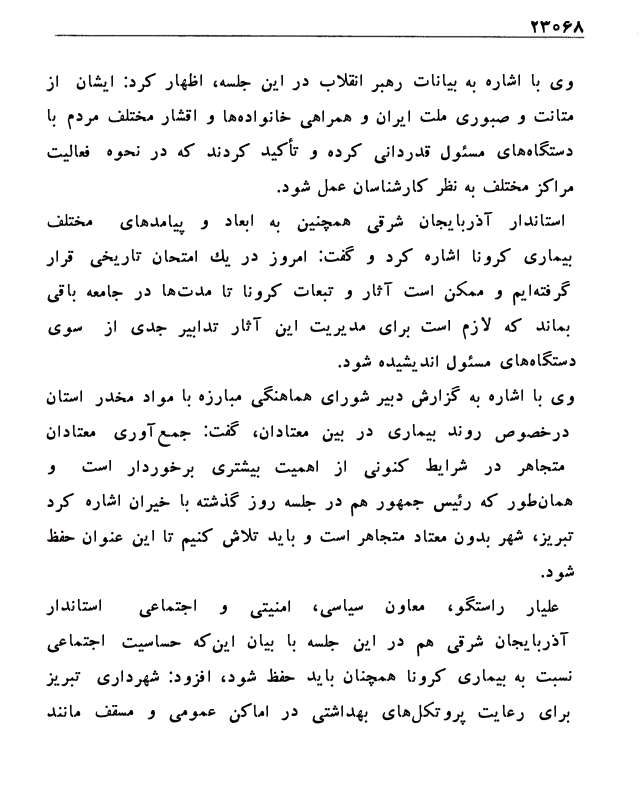 ۲۳۰۶۸
وی با اشاره به بیانات رهبر انقلاب در این جلسه، اظهار کرد: ایشان از
متانت و صبوری ملت ایران و همراهی خانواده‌ها و اقشار مختلف مردم با
دستگاه‌های مسئول قدردانی کرده و تأکید کردند که در نحوه فعالیت
مراکز مختلف به نظر کارشناسان عمل شود.
استاندار آذربایجان شرقی همچنین به ابعاد و پیامدهای مختلف
بیماری کرونا اشاره کرد و گفت: امروز در یك امتحان تاریخی قرار
گرفته‌ایم و ممکن است آثار و تبعات کرونا تا مدت‌ها در جامعه باقی
بماند که لازم است برای مدیریت این آثار تدابیر جدی از سوی
دستگاه‌های مسئول اندیشیده شود.
وی با اشاره به گزارش دبیر شورای هماهنگی مبارزه با مواد مخدر استان
درخصوص روند بیماری در بین معتادان، گفت: جمع‌آوری معتادان
متجاهر در شرایط کنونی از اهمیت بیشتری برخوردار است و
همان‌طور که رئیس جمهور هم در جلسه روز گذشته با خیران اشاره کرد
تبریز، شهر بدون معتاد متجاهر است و باید تلاش کنیم تا این عنوان حفظ
شود.
علیار راستگو، معاون سیاسی، امنیتی و اجتماعی استاندار
آذربایجان شرقی هم در این جلسه با بیان این‌که حساسیت اجتماعی
نسبت به بیماری کرونا همچنان باید حفظ شود، افزود: شهرداری تبریز
برای رعایت پروتکل‌های بهداشتی در اماکن عمومی و مسقف مانند